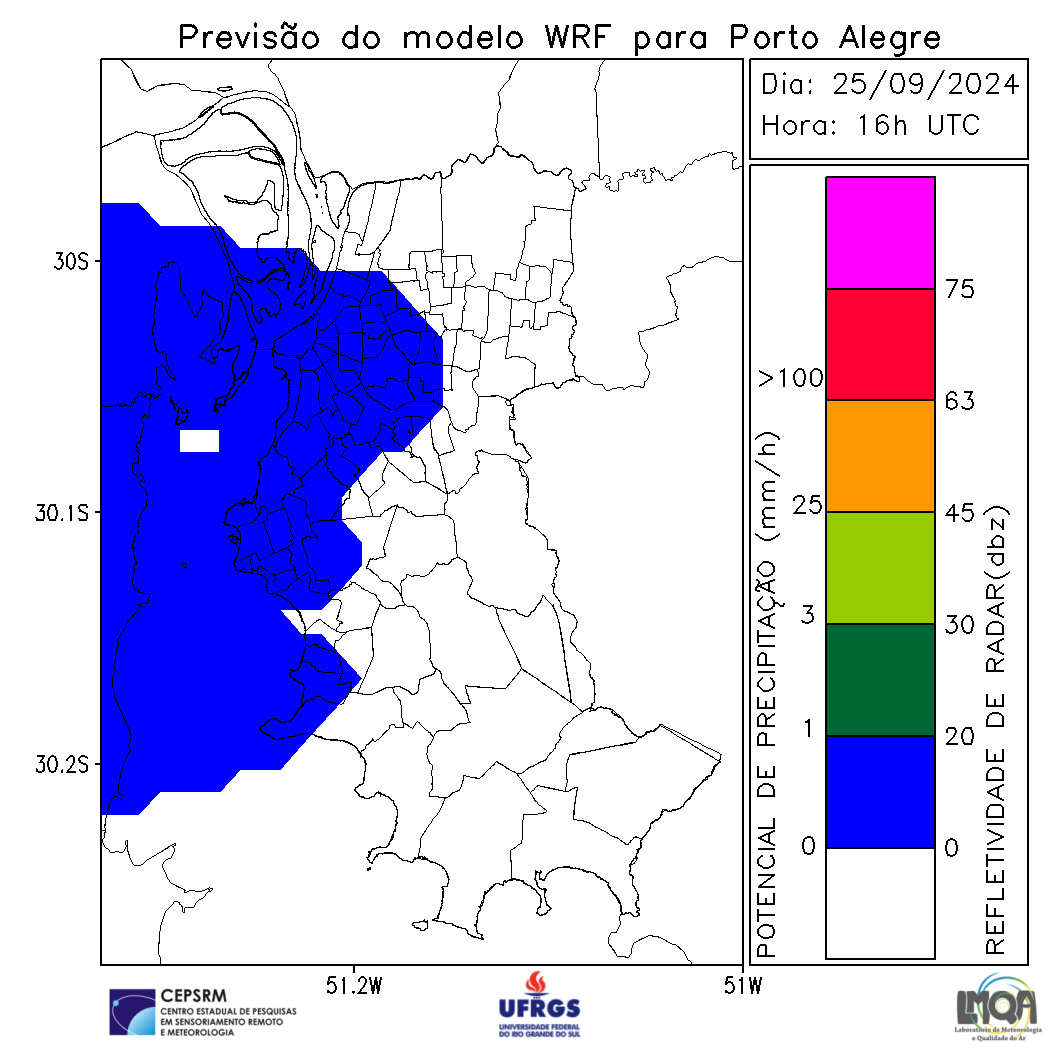 Previsão do modelo WRF para Porto Alegre
Dia: 25/09/2024
Hora: 16h UTC
30S
30.1S
30.2S
51.2W
51W
POTENCIAL DE PRECIPITAÇÃO (mm/h)
>100
25
3
1
0
75
63
45
30
20
0
REFLETIVIDADE DE RADAR(dbz)
CEPSRM
CENTRO ESTADUAL DE PESQUISAS
EM SENSORIAMENTO REMOTO
E METEOROLOGIA
UFRGS
UNIVERSIDADE FEDERAL
DO RIO GRANDE DO SUL
LMQA
Laboratório de Meteorologia
e Qualidade do Ar